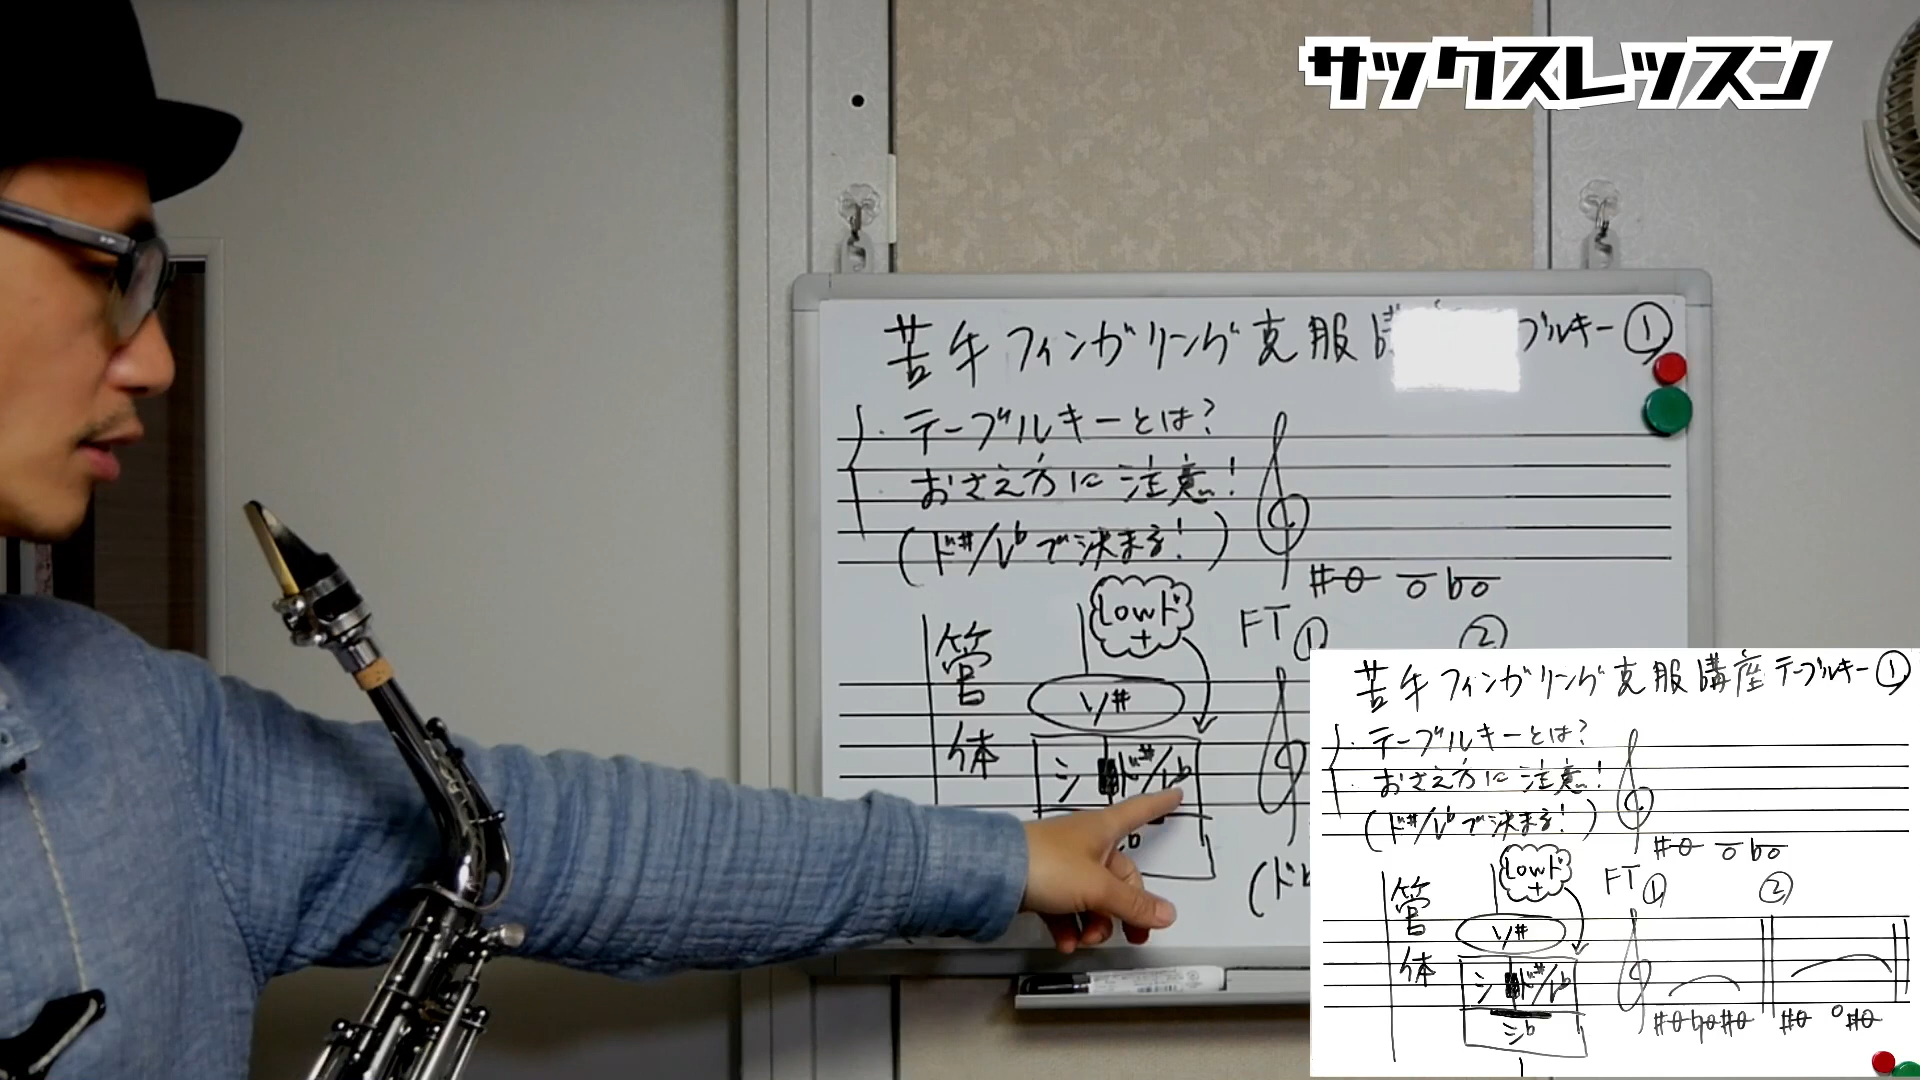 サックスレッスン
苦手フィンガリング克服講 ブルキー①
・テーブルキーとは?
・おさえ方に注意!
(ド#/レ♭で決まる!)
Lowド
+
FT ① ②
管体
ソ#
シ ド#/レ♭
苦手フィンガリング克服講座テーブルキー①
・テーブルキーとは?
・おさえ方に注意!
(ド#/レ♭で決まる!)
Lowド
+
FT ① ②
管体
ソ#
シ ド#/レ♭
シ♭